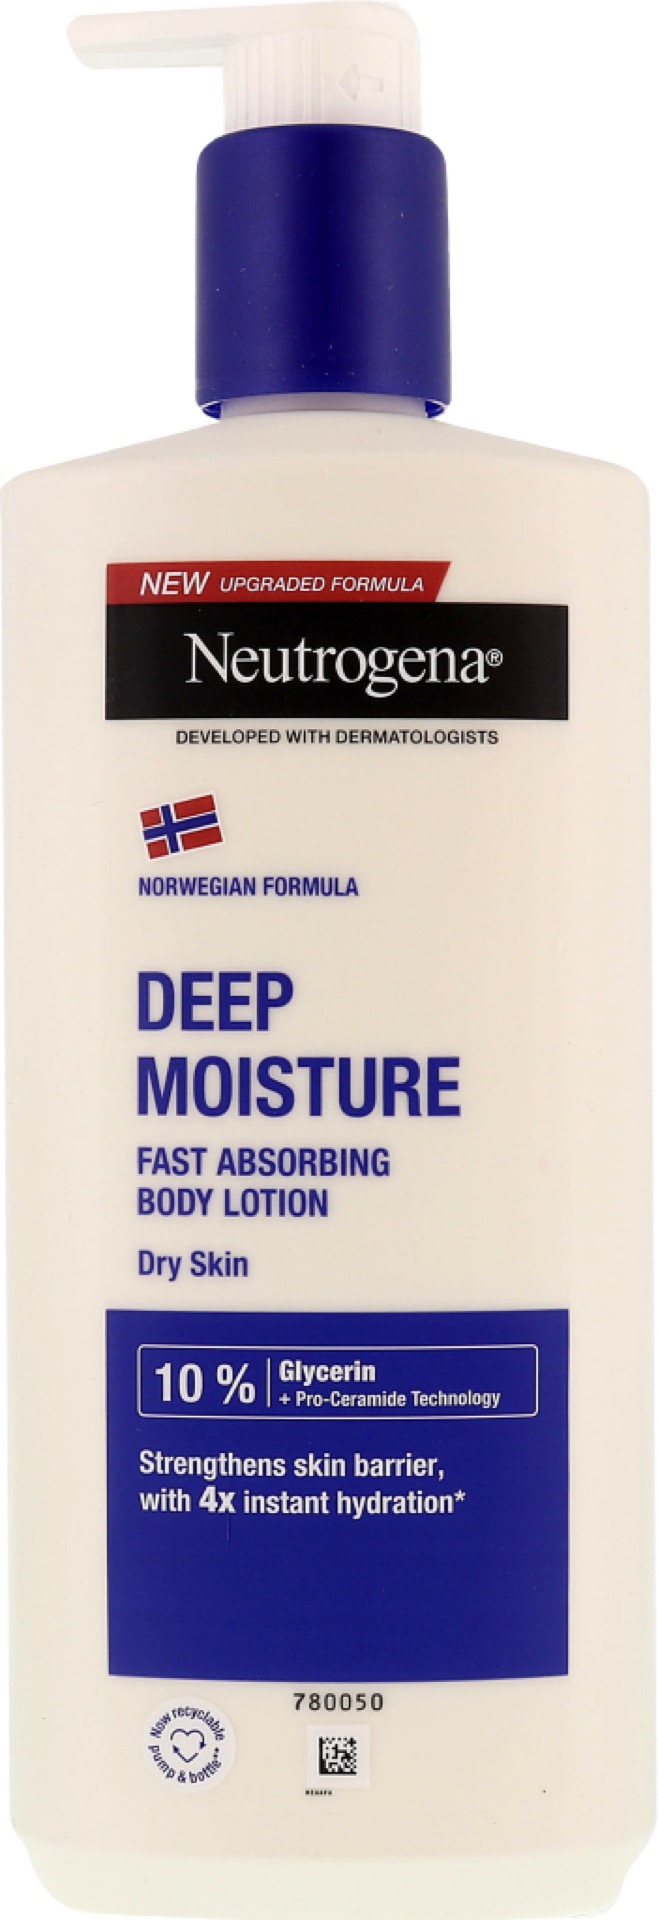 NEW UPGRADED FORMULA
Neutrogena®
DEVELOPED WITH DERMATOLOGISTS
NORWEGIAN FORMULA
DEEP
MOISTURE
FAST ABSORBING
BODY LOTION
Dry Skin
10 % Glycerin
+ Pro-Ceramide Technology
Strengthens skin barrier,
with 4x instant hydration*
780050
Now recyclable
pump & bottle**